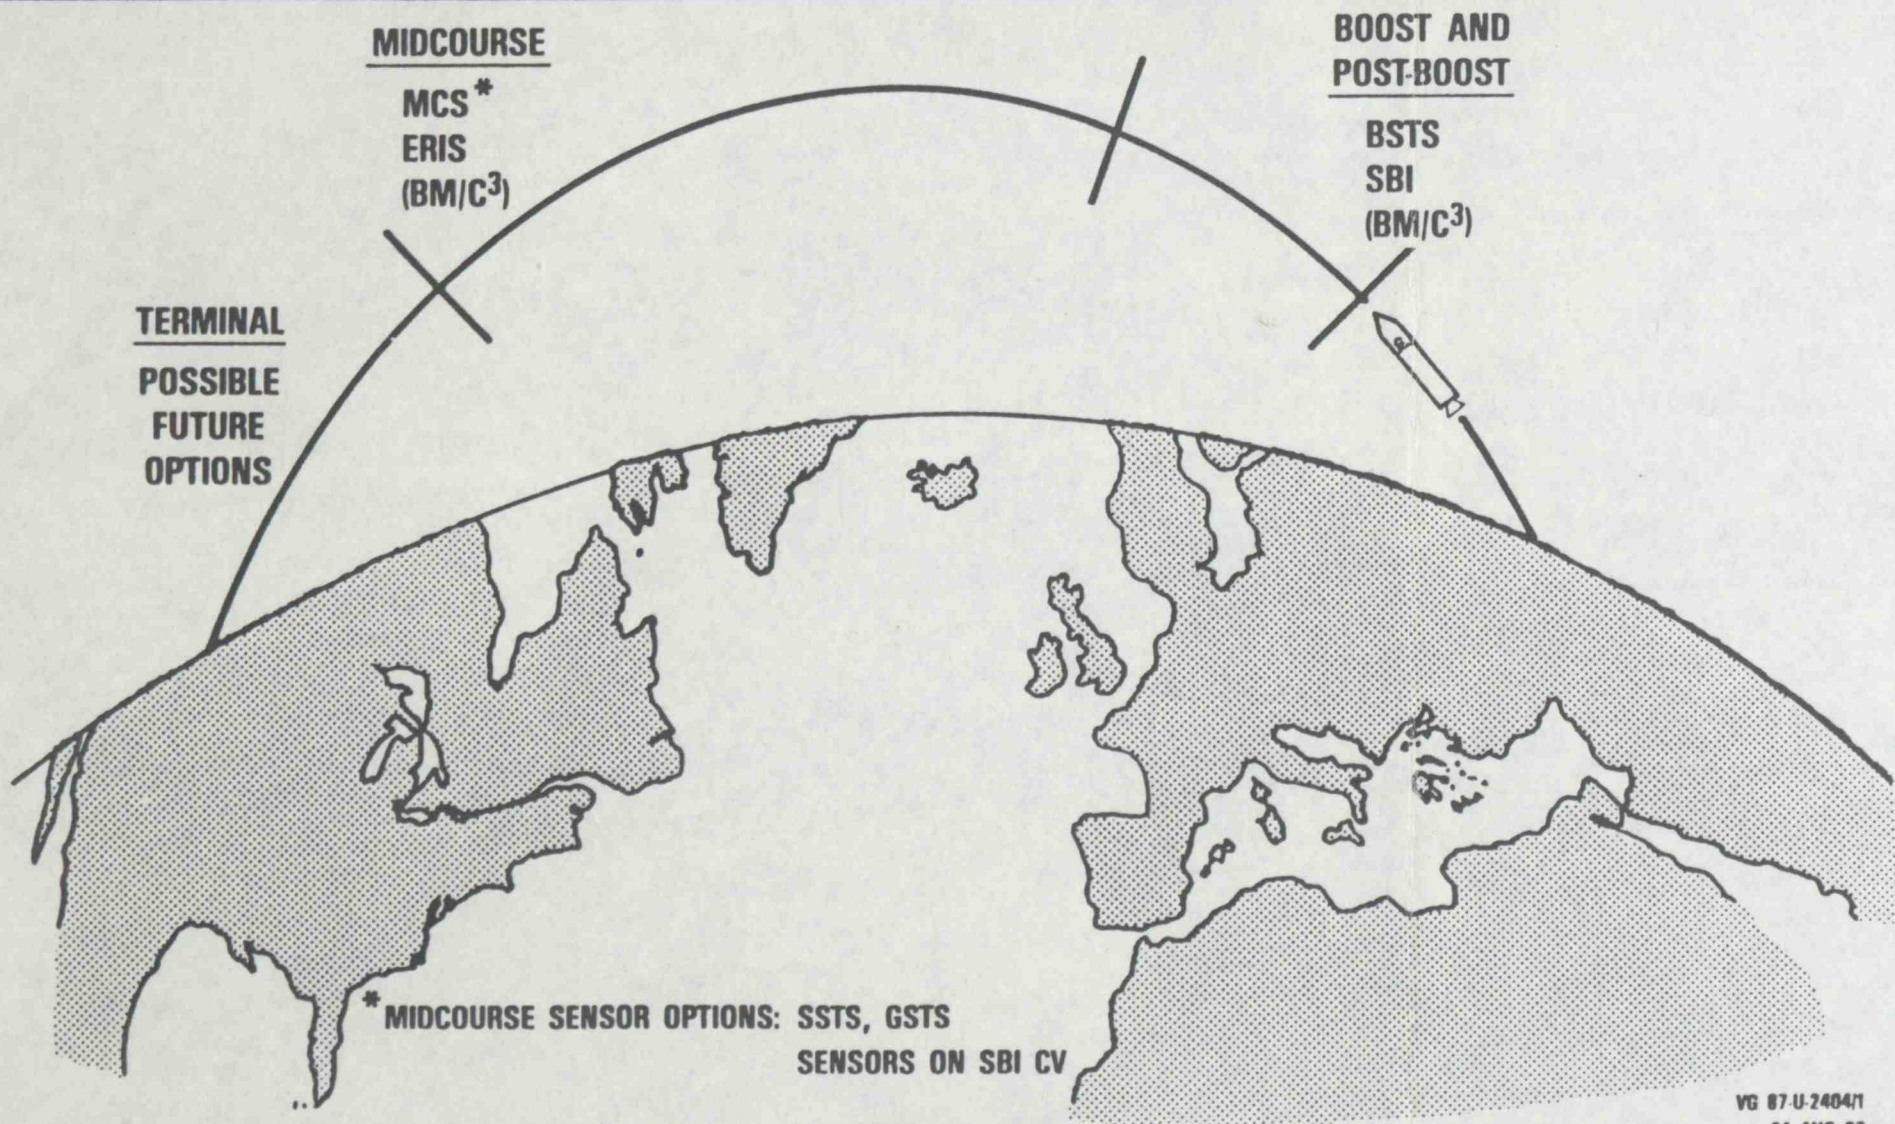 MIDCOURSE
MCS*
ERIS
(BM/C³)
BOOST AND
POST-BOOST
BSTS
SBI
(BM/C³)
TERMINAL
POSSIBLE
FUTURE
OPTIONS
*MIDCOURSE SENSOR OPTIONS: SSTS, GSTS
SENSORS ON SBI CV
VG 87-U-2404/1